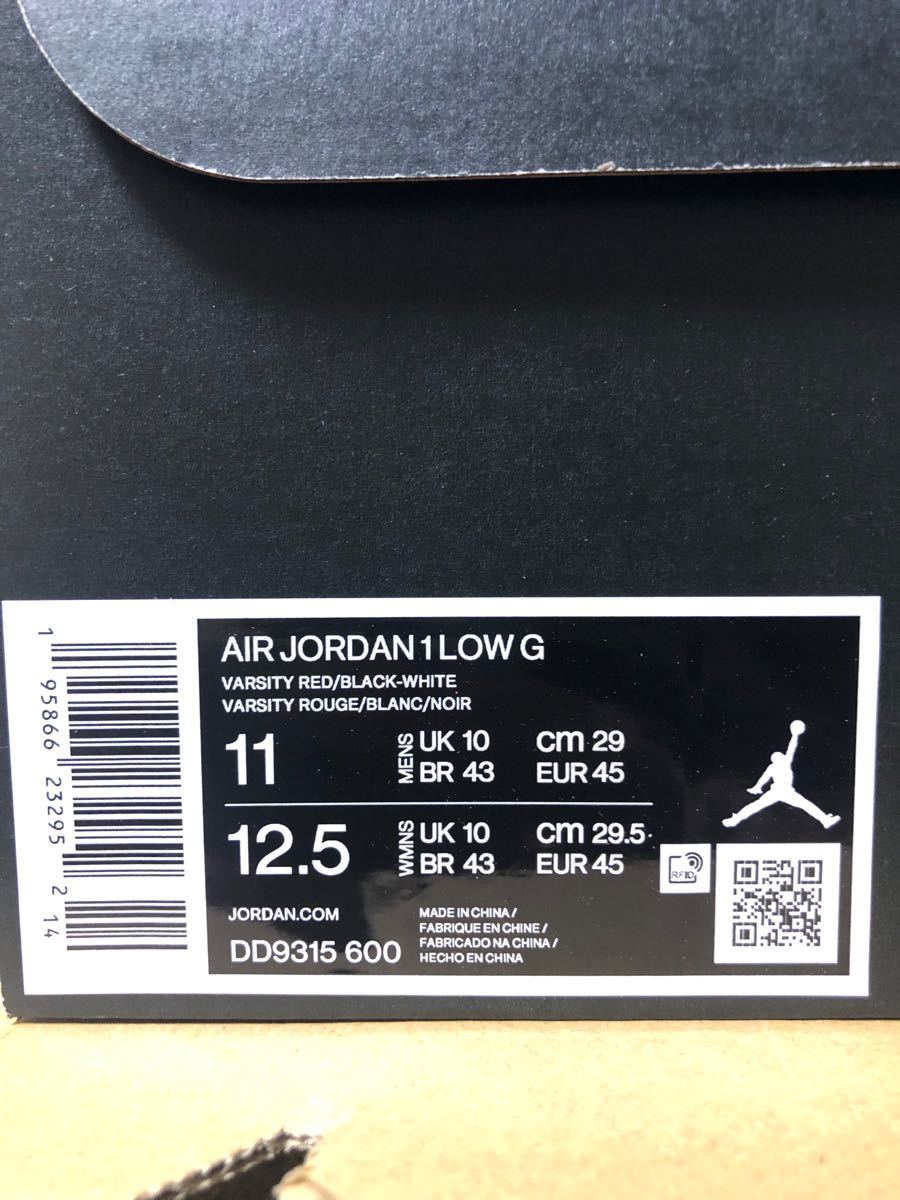 AIR JORDAN 1 LOW G
VARSITY RED/BLACK-WHITE
VARSITY ROUGE/BLANC/NOIR
11 MENS UK 10 cm 29
BR 43 EUR 45
12.5 WMNS UK 10 cm 29.5
BR 43 EUR 45
RFID
JORDAN.COM
DD9315 600
MADE IN CHINA /
FABRIQUE EN CHINE /
FABRICADO NA CHINA /
HECHO EN CHINA
1 95866 23295 2 14